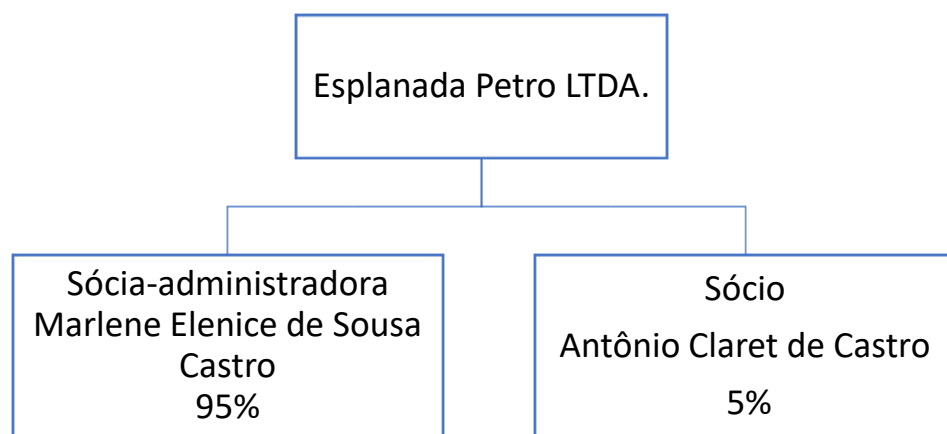 Esplanada Petro LTDA.
Sócia-administradora
Marlene Elenice de Sousa
Castro
95%
Sócio
Antônio Claret de Castro
5%